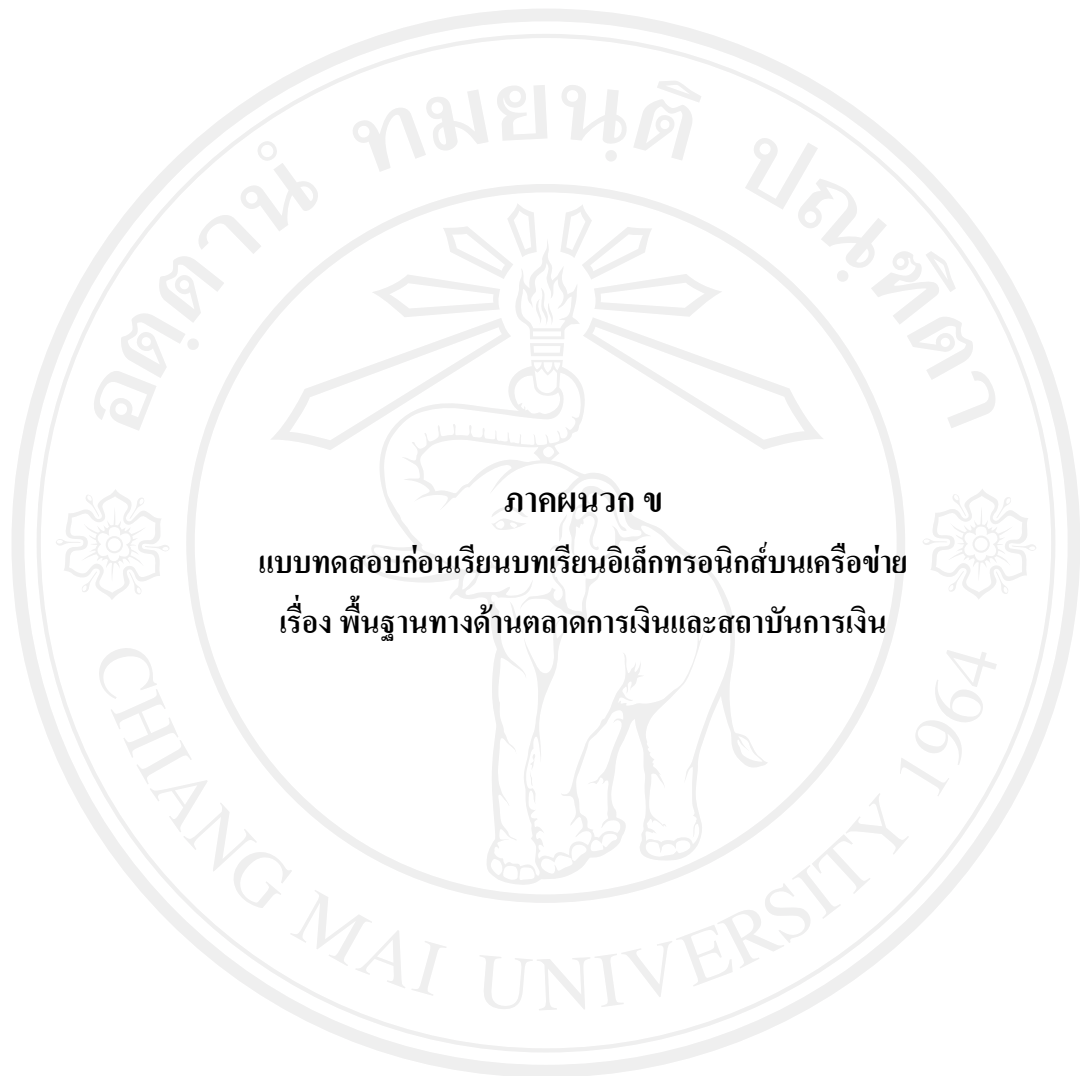 อตฺตานํ ทมยนฺติ ปณฺฑิตา
ภาคผนวก ข
แบบทดสอบก่อนเรียนบทเรียนอิเล็กทรอนิกส์บนเครือข่าย
เรื่อง พื้นฐานทางด้านตลาดการเงินและสถาบันการเงิน
CHIANG MAI UNIVERSITY 1964